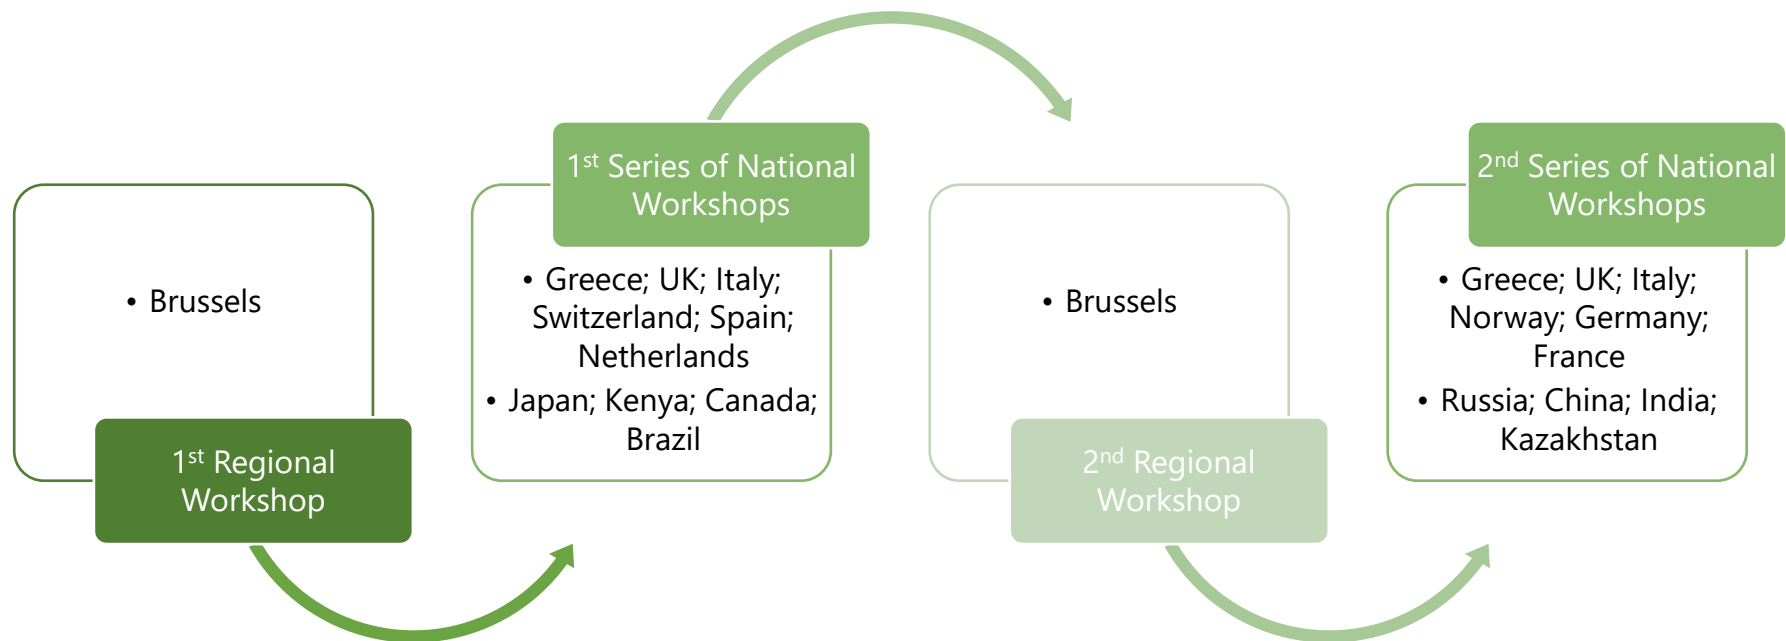 • Brussels
1st Regional
Workshop
1st Series of National
Workshops
• Greece; UK; Italy;
Switzerland; Spain;
Netherlands
• Japan; Kenya; Canada;
Brazil
• Brussels
2nd Regional
Workshop
2nd Series of National
Workshops
• Greece; UK; Italy;
Norway; Germany;
France
• Russia; China; India;
Kazakhstan